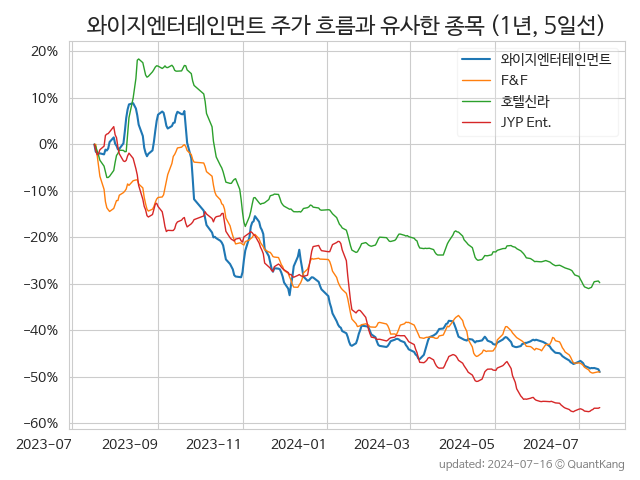 와이지엔터테인먼트 주가 흐름과 유사한 종목 (1년, 5일선)
와이지엔터테인먼트
F&F
호텔신라
JYP Ent.
20%
10%
0%
−10%
−20%
−30%
−40%
−50%
−60%
2023-07 2023-09 2023-11 2024-01 2024-03 2024-05 2024-07
updated: 2024-07-16 © QuantKang